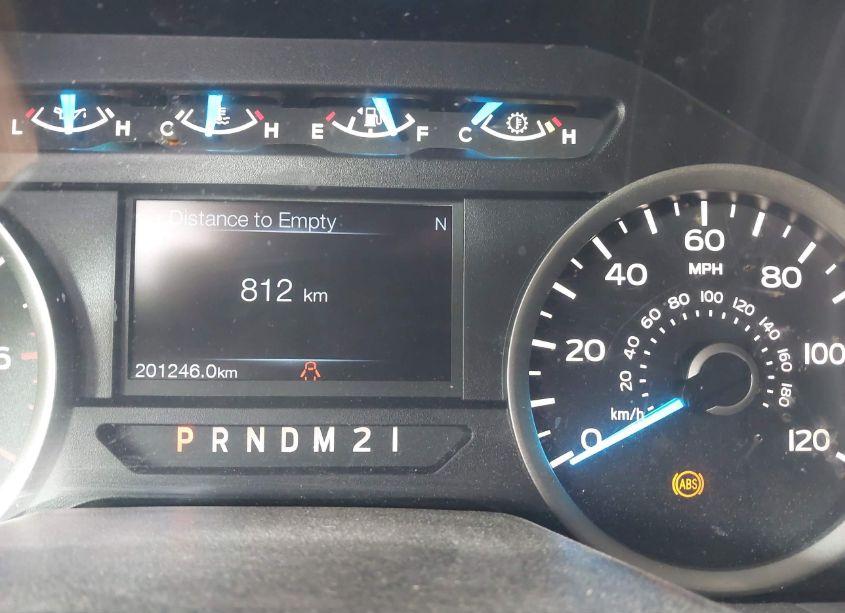 L H C H E F C H
Distance to Empty N
812 km
201246.0km
P R N D M 2 1
6
0 20 40 60 80 100 120
MPH
20 40 60 80 100 120 140 160 180
km/h
ABS